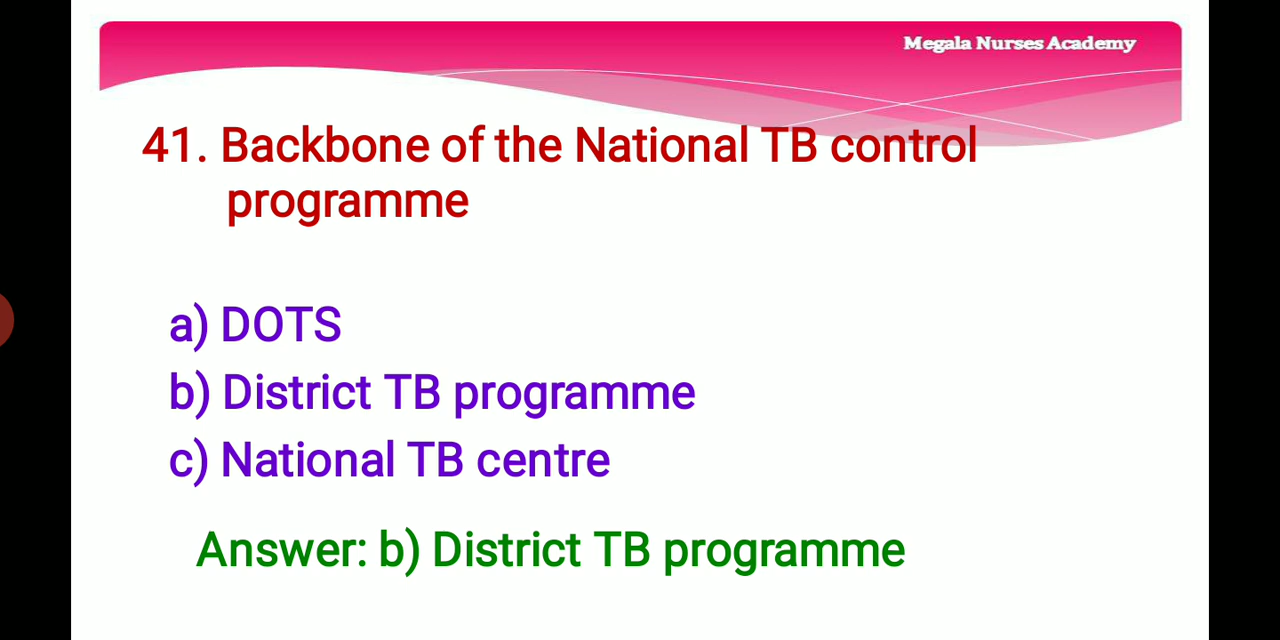 Megala Nurses Academy
41. Backbone of the National TB control
programme
a) DOTS
b) District TB programme
c) National TB centre
Answer: b) District TB programme